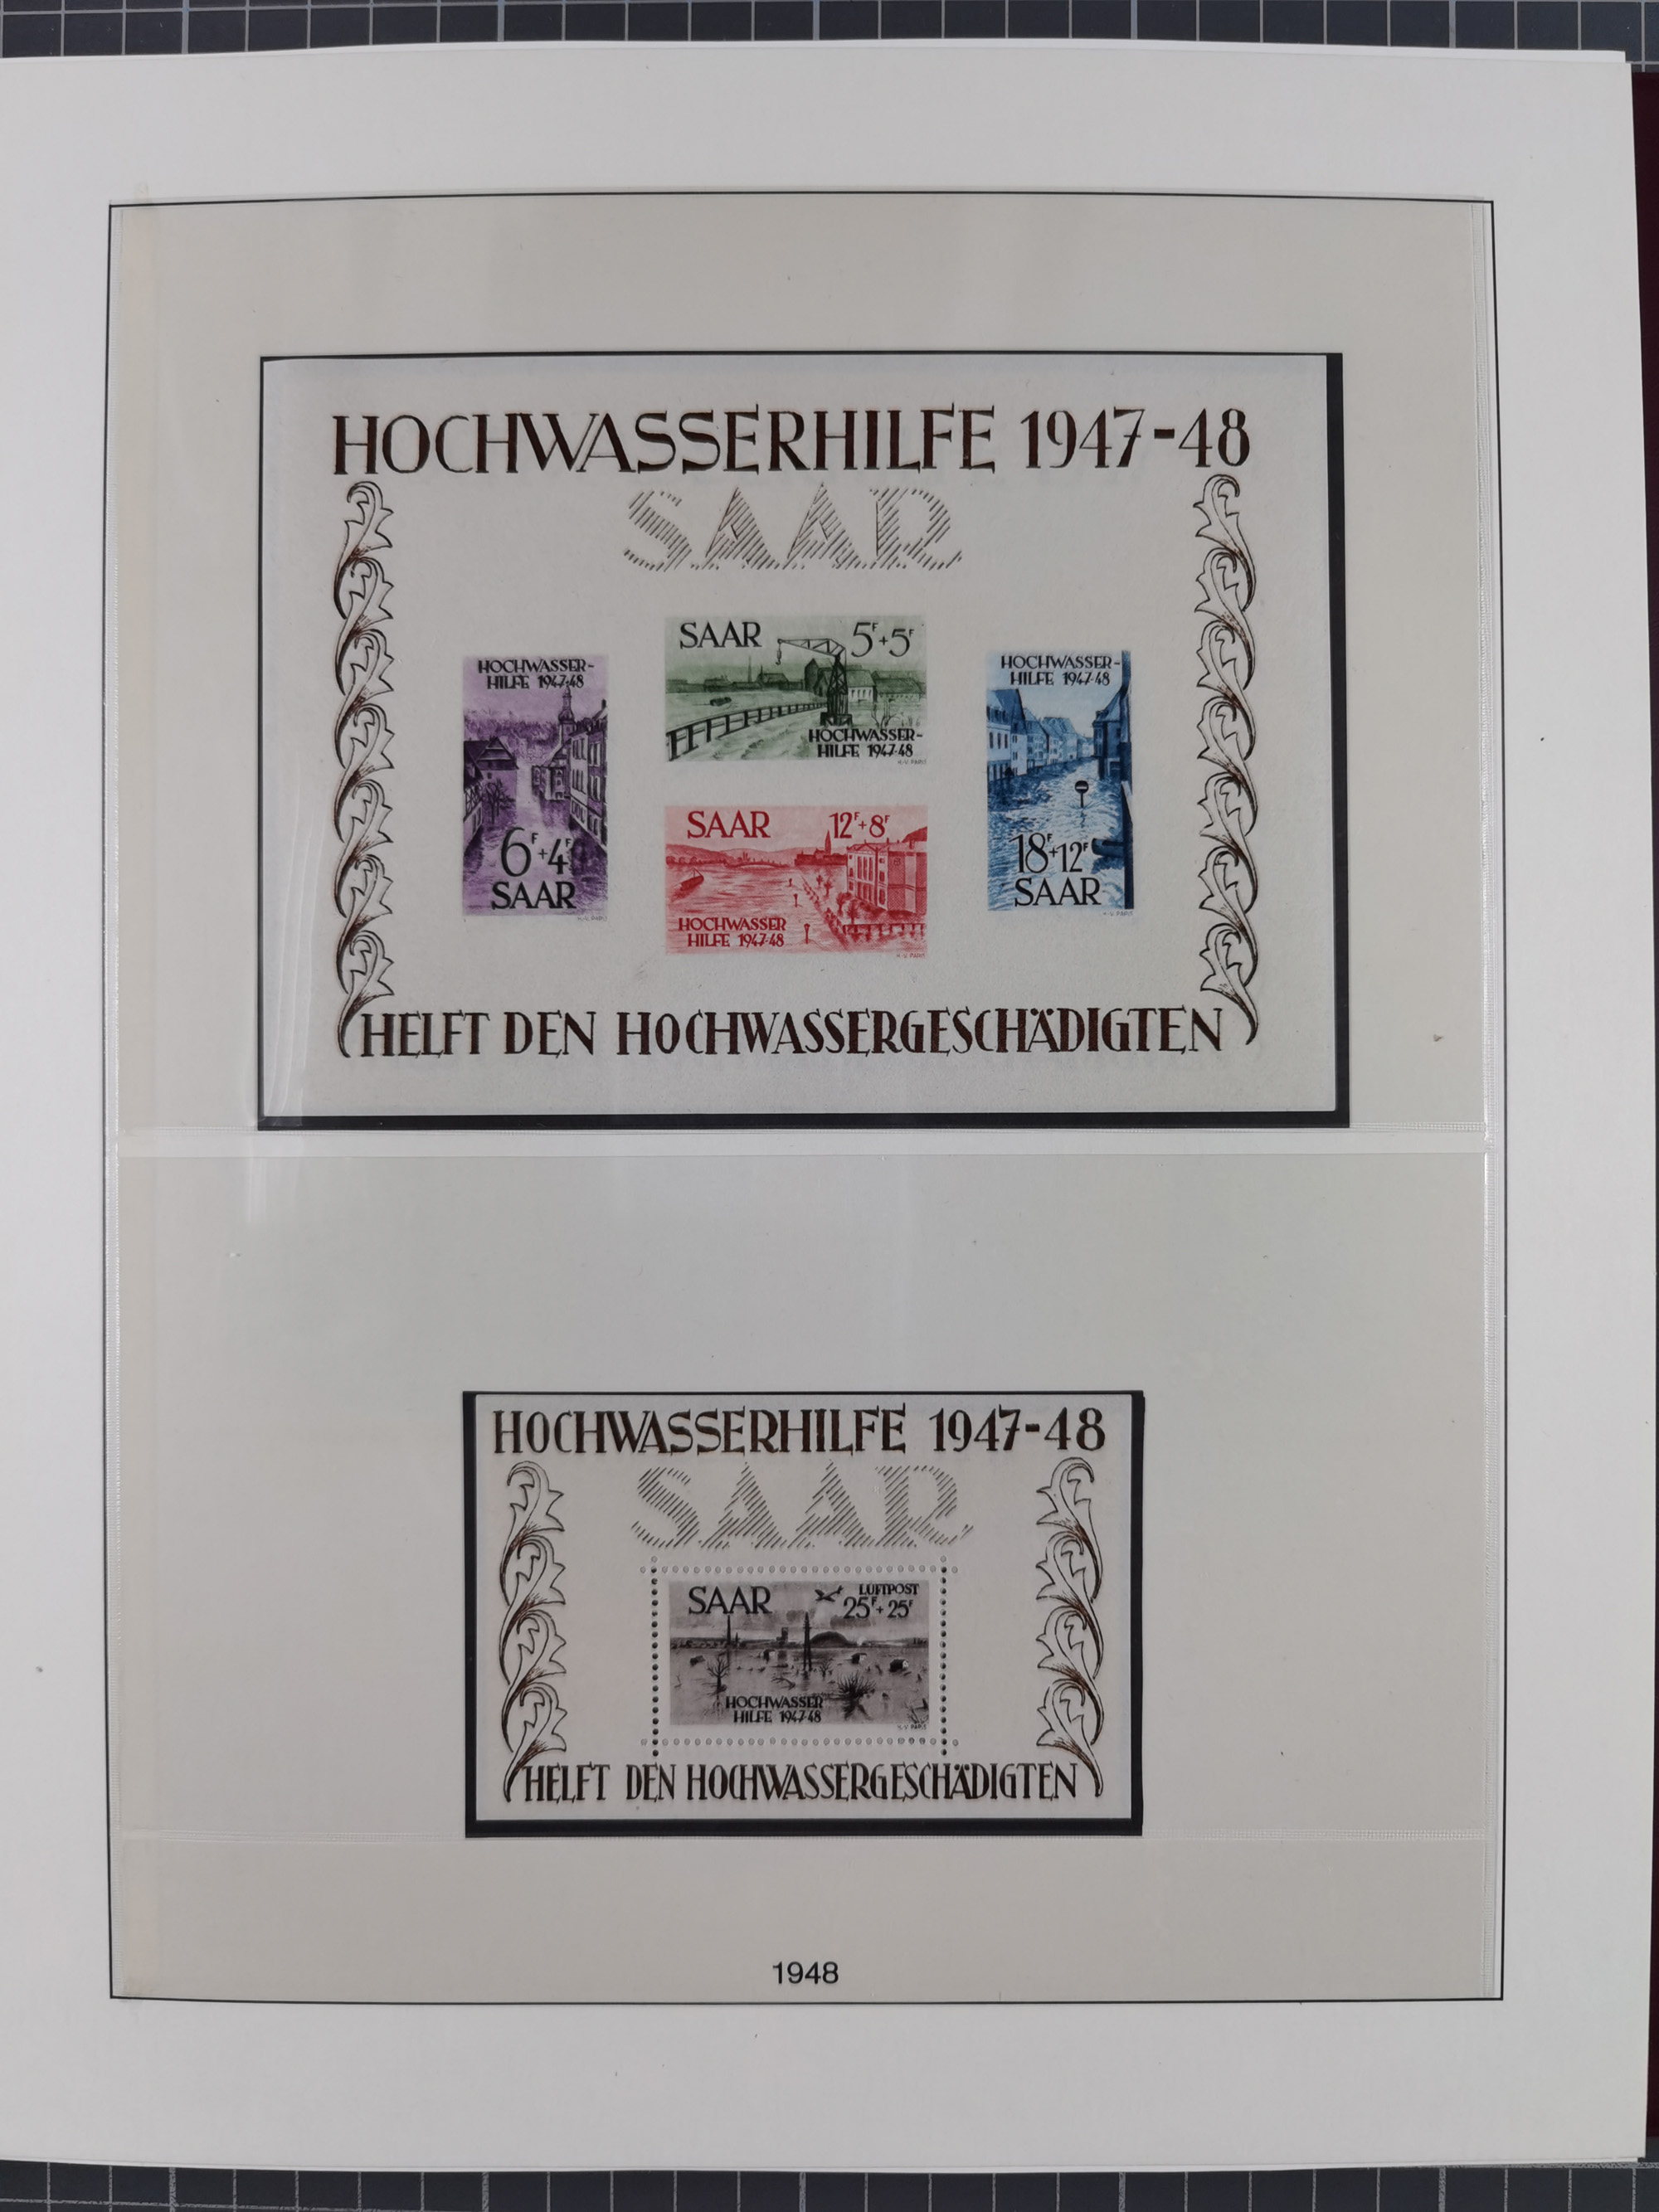 HOCHWASSERHILFE 1947-48
SAAR
HOCHWASSER-
HILFE 1947-48
6F+4F
SAAR
SAAR 5F+5F
HOCHWASSER-
HILFE 1947-48
SAAR 12F+8F
HOCHWASSER
HILFE 1947-48
HOCHWASSER-
HILFE 1947-48
18F+12F
SAAR
HELFT DEN HOCHWASSERGESCHÄDIGTEN
HOCHWASSERHILFE 1947-48
SAAR
SAAR LUFTPOST
25F+25F
HOCHWASSER
HILFE 1947-48
HELFT DEN HOCHWASSERGESCHÄDIGTEN
1948